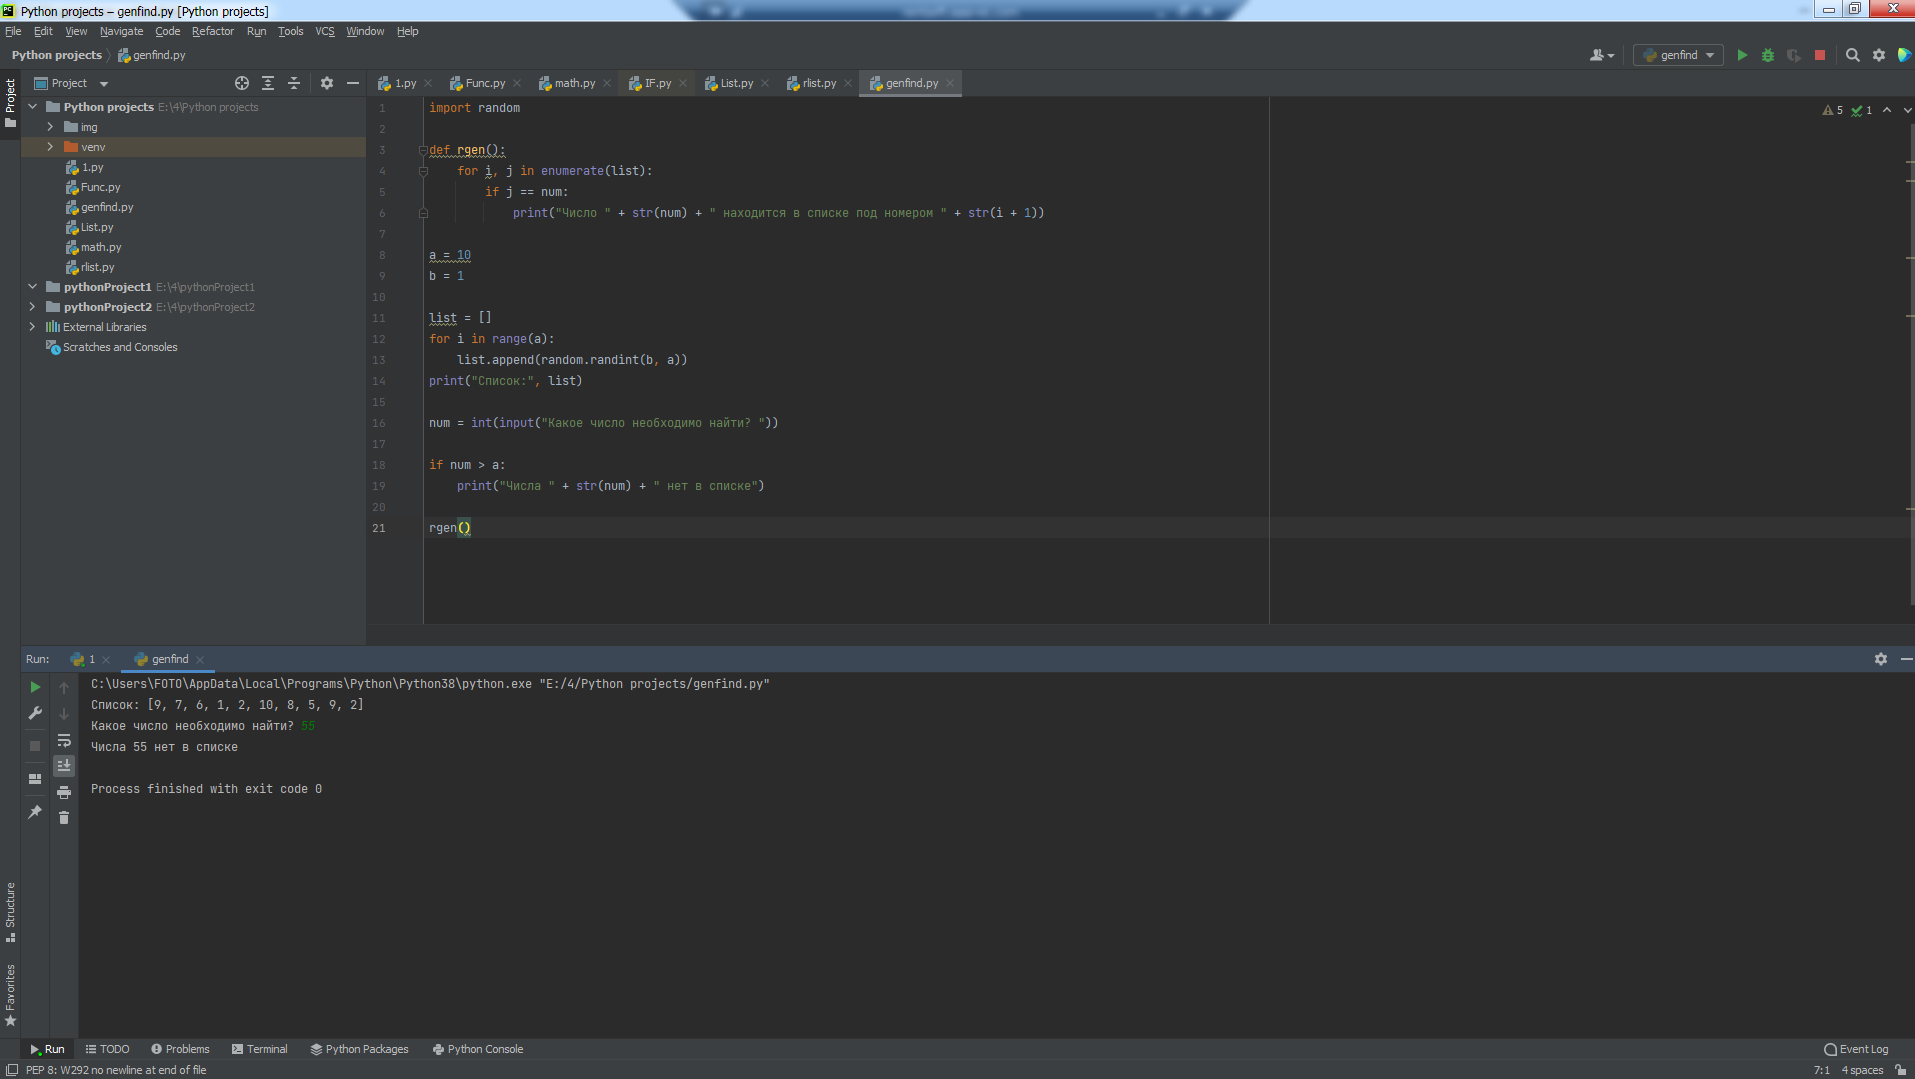 Python projects – genfind.py [Python projects]
File Edit View Navigate Code Refactor Run Tools VCS Window Help
Python projects genfind.py
genfind
Project
1.py Func.py math.py IF.py List.py rlist.py genfind.py
Project
Python projects E:\4\Python projects
img
venv
1.py
Func.py
genfind.py
List.py
math.py
rlist.py
pythonProject1 E:\4\pythonProject1
pythonProject2 E:\4\pythonProject2
External Libraries
Scratches and Consoles
5 1
1 import random
2
3 def rgen():
4 for i, j in enumerate(list):
5 if j == num:
6 print("Число " + str(num) + " находится в списке под номером " + str(i + 1))
7
8 a = 10
9 b = 1
10
11 list = []
12 for i in range(a):
13 list.append(random.randint(b, a))
14 print("Список:", list)
15
16 num = int(input("Какое число необходимо найти? "))
17
18 if num > a:
19 print("Числа " + str(num) + " нет в списке")
20
21 rgen()
Run: 1 genfind
C:\Users\FOTO\AppData\Local\Programs\Python\Python38\python.exe "E:/4/Python projects/genfind.py"
Список: [9, 7, 6, 1, 2, 10, 8, 5, 9, 2]
Какое число необходимо найти? 55
Числа 55 нет в списке
Process finished with exit code 0
Structure
Favorites
Run TODO Problems Terminal Python Packages Python Console Event Log
PEP 8: W292 no newline at end of file 7:1 4 spaces